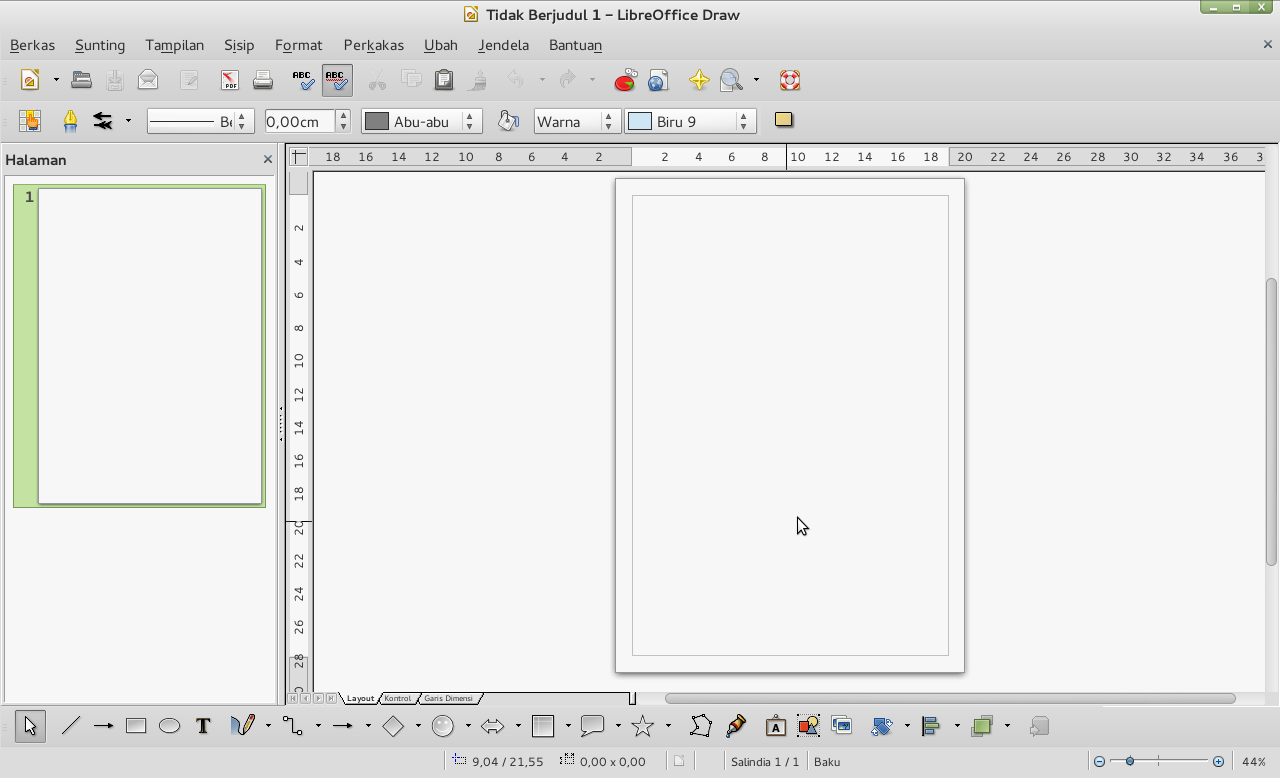 Tidak Berjudul 1 – LibreOffice Draw
Berkas Sunting Tampilan Sisip Format Perkakas Ubah Jendela Bantuan
PDF ABC ABC
0,00cm Abu-abu Warna Biru 9
Halaman
18 16 14 12 10 8 6 4 2 2 4 6 8 10 12 14 16 18 20 22 24 26 28 30 32 34 36
1
2
4
6
8
10
12
14
16
18
20
22
24
26
28
Layout Kontrol Garis Dimensi
T A
9,04 / 21,55 0,00 x 0,00 Salindia 1 / 1 Baku 44%